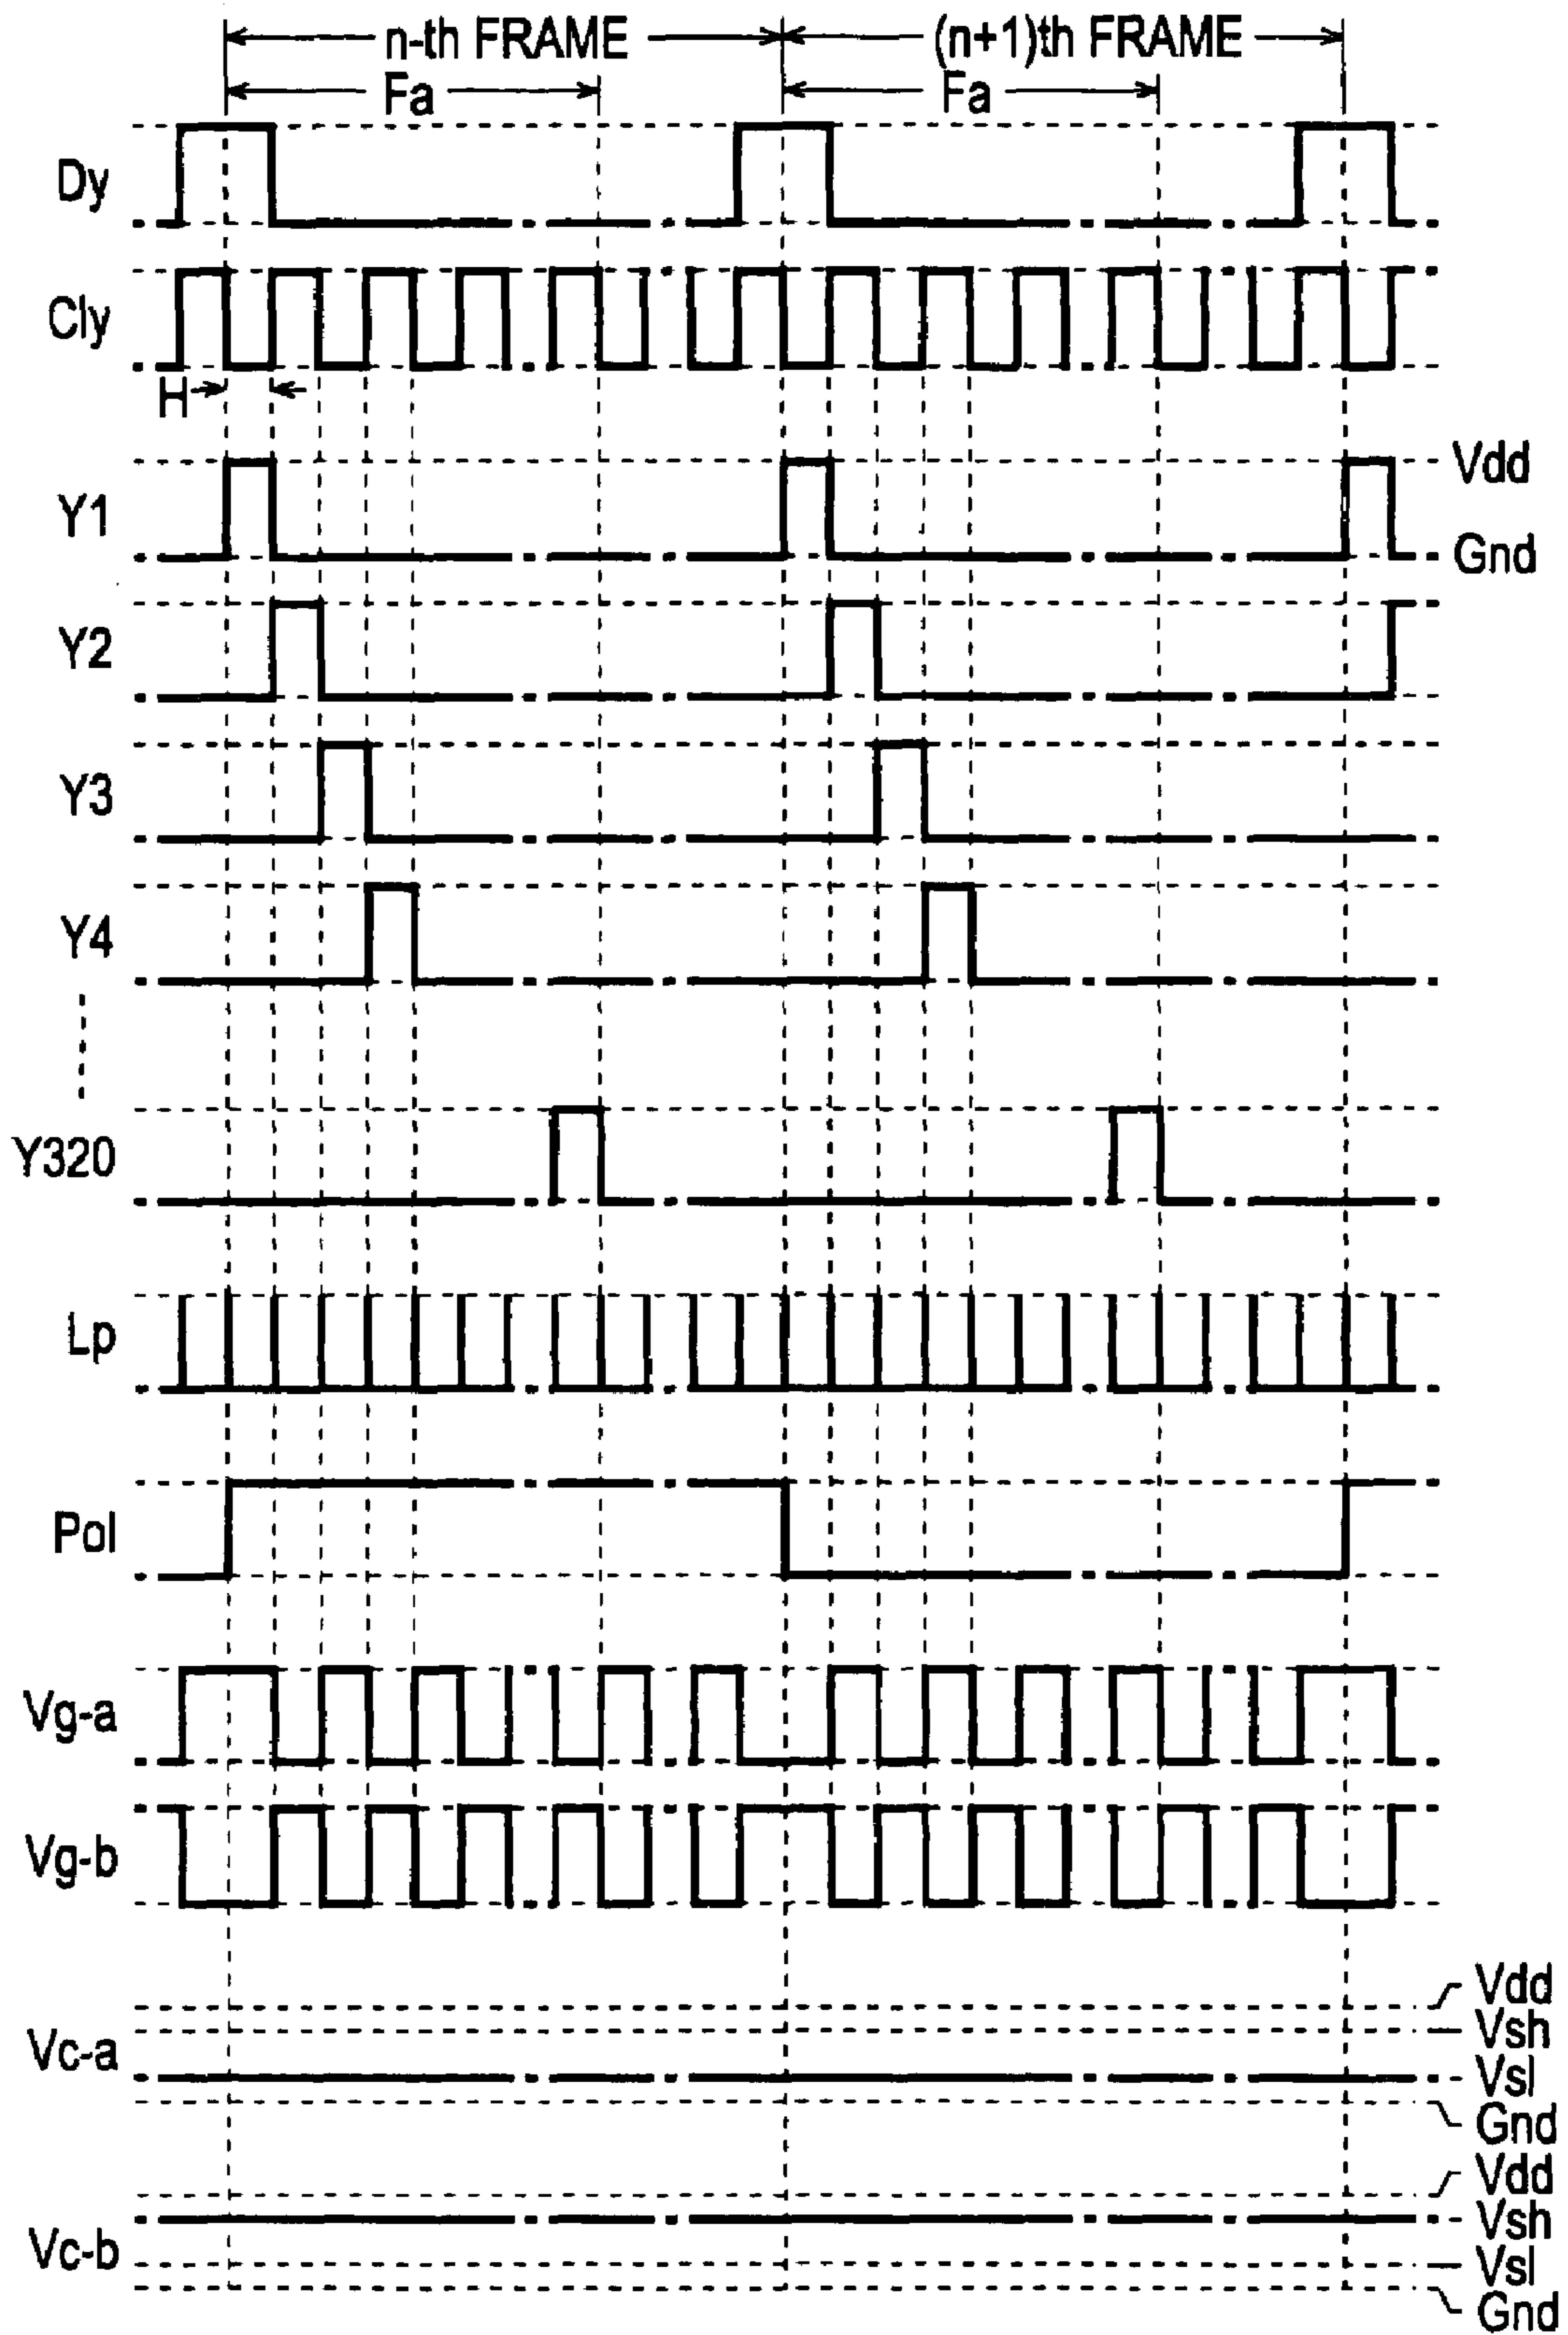 n-th FRAME (n+1)th FRAME
Fa Fa
Dy
Cly
H
Y1 Vdd
Gnd
Y2
Y3
Y4
Y320
Lp
Pol
Vg-a
Vg-b
Vdd
Vsh
Vc-a
Vsl
Gnd
Vdd
Vsh
Vc-b
Vsl
Gnd